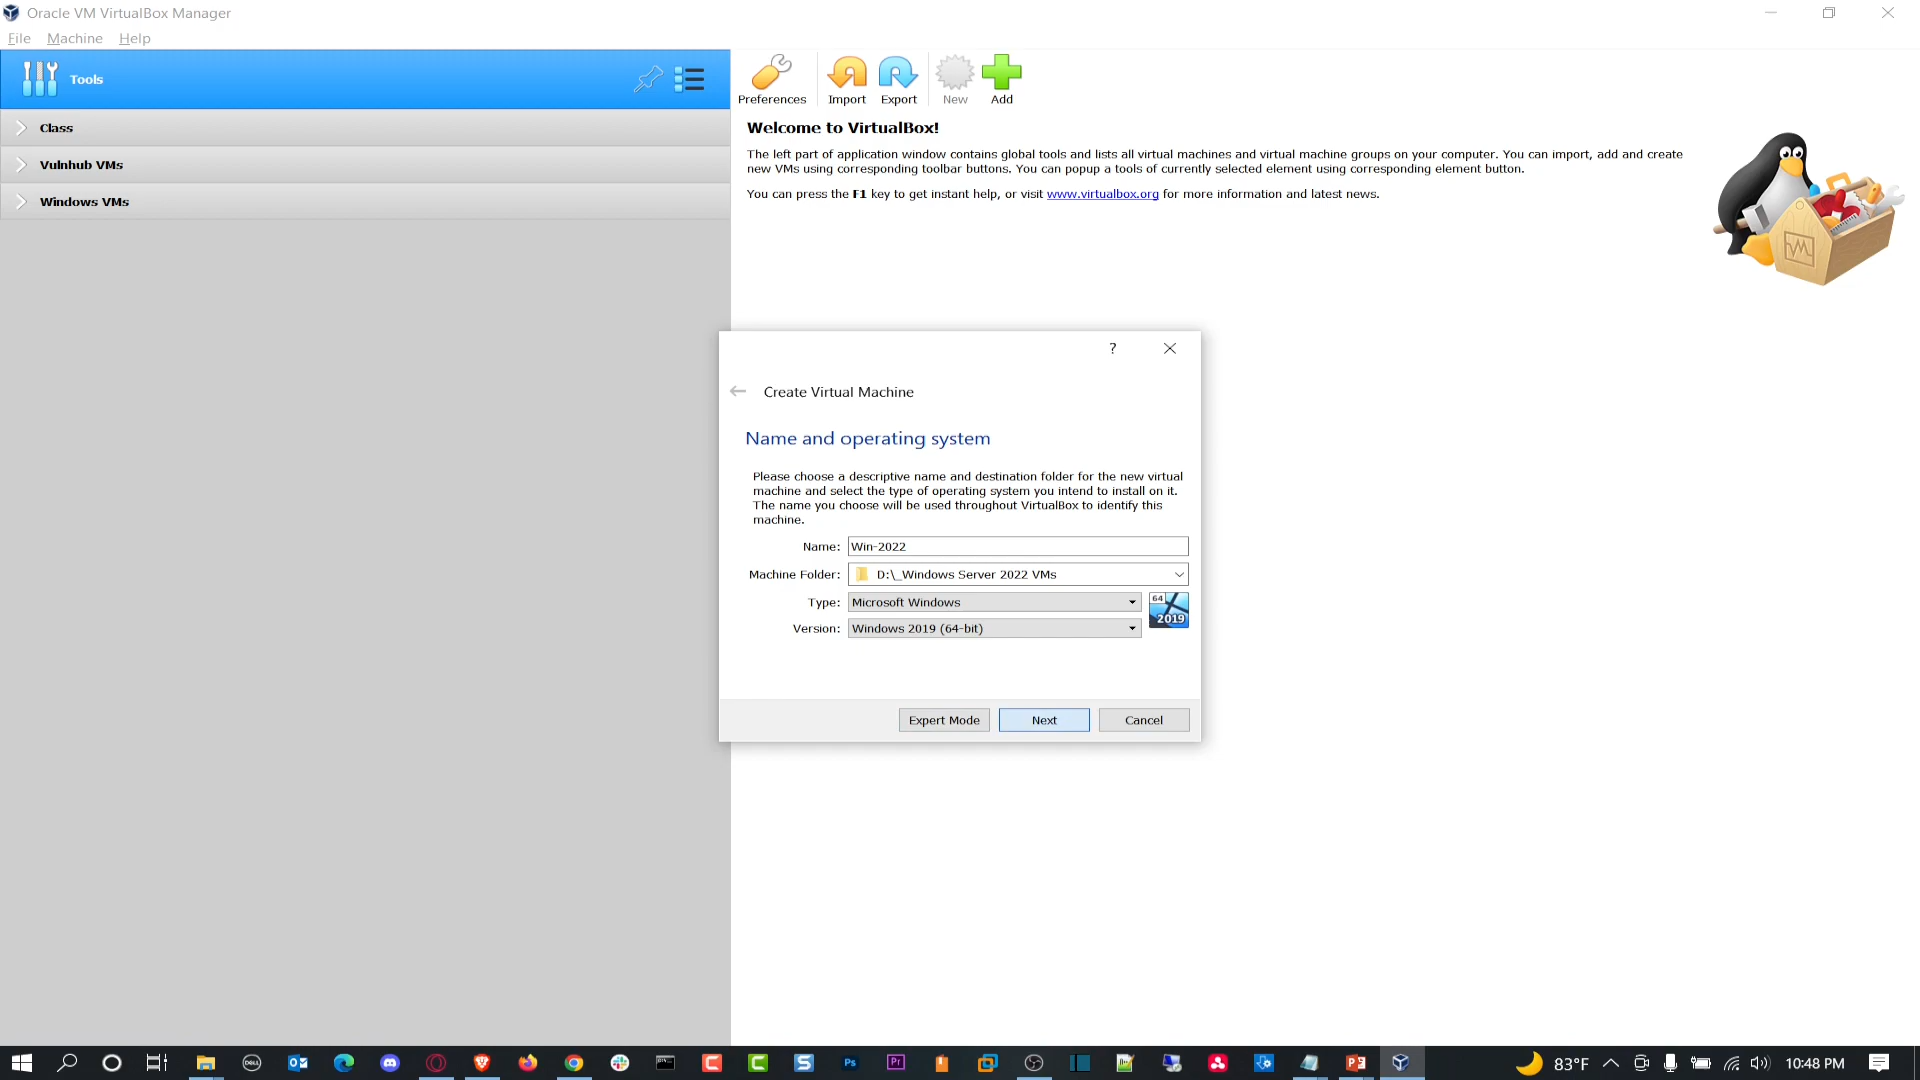 Oracle VM VirtualBox Manager
File Machine Help
Tools
Class
Vulnhub VMs
Windows VMs
Preferences Import Export New Add
Welcome to VirtualBox!
The left part of application window contains global tools and lists all virtual machines and virtual machine groups on your computer. You can import, add and create
new VMs using corresponding toolbar buttons. You can popup a tools of currently selected element using corresponding element button.
You can press the F1 key to get instant help, or visit www.virtualbox.org for more information and latest news.
?
Create Virtual Machine
Name and operating system
Please choose a descriptive name and destination folder for the new virtual
machine and select the type of operating system you intend to install on it.
The name you choose will be used throughout VirtualBox to identify this
machine.
Name: Win-2022
Machine Folder: D:\_Windows Server 2022 VMs
Type: Microsoft Windows
64
2019
Version: Windows 2019 (64-bit)
Expert Mode Next Cancel
DELL
Ps
Pr
83°F
10:48 PM